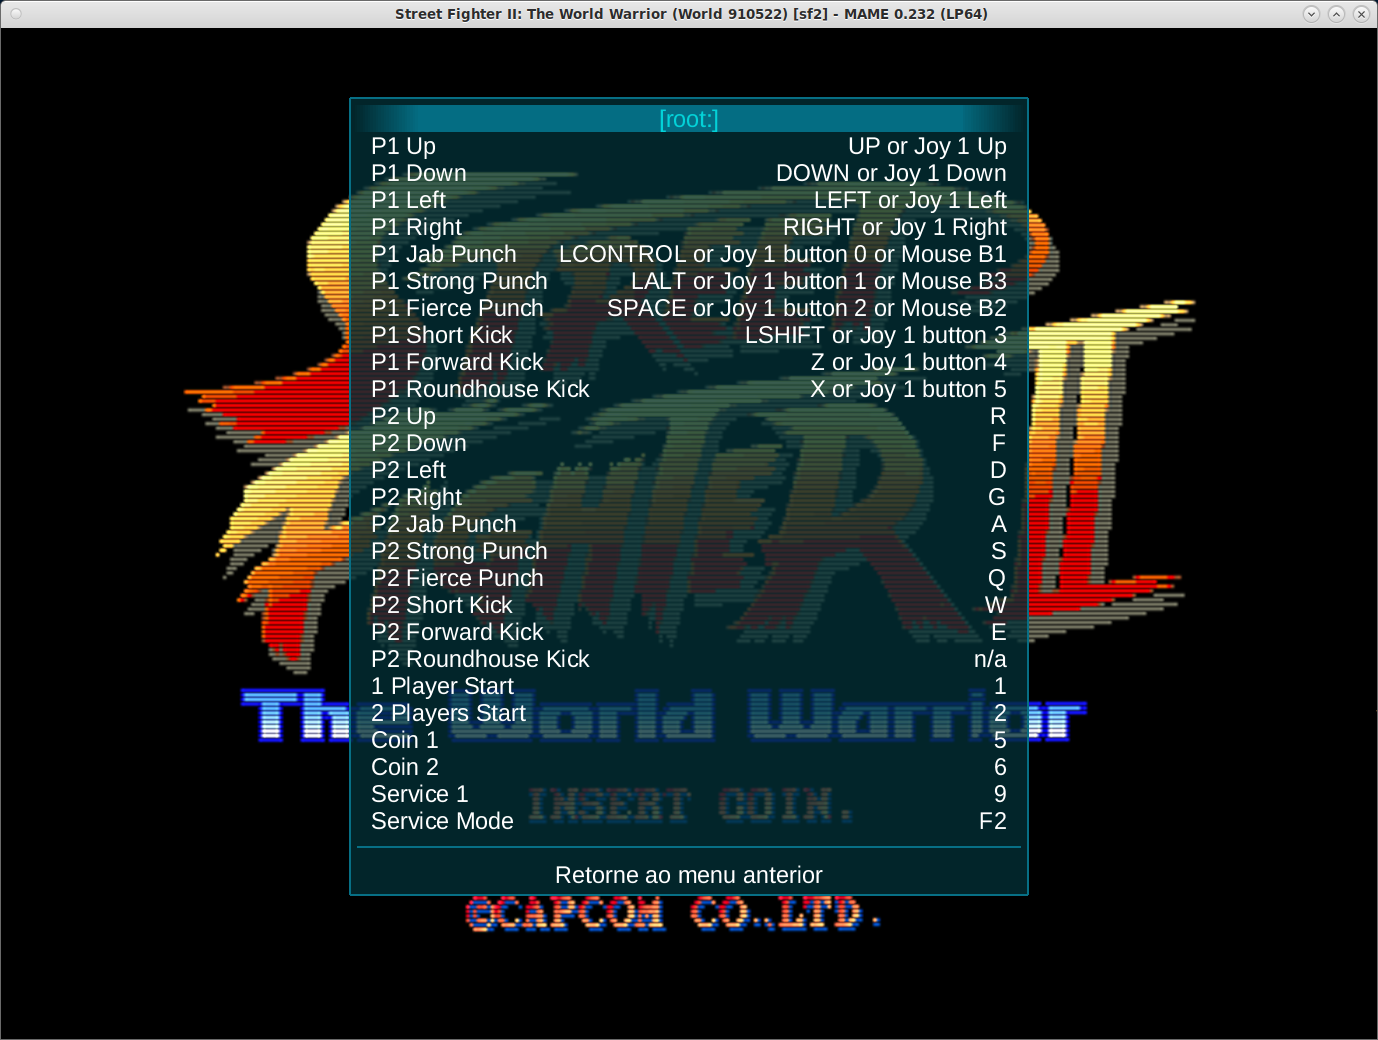 Street Fighter II: The World Warrior (World 910522) [sf2] - MAME 0.232 (LP64)
[root:]
P1 Up UP or Joy 1 Up
P1 Down DOWN or Joy 1 Down
P1 Left LEFT or Joy 1 Left
P1 Right RIGHT or Joy 1 Right
P1 Jab Punch LCONTROL or Joy 1 button 0 or Mouse B1
P1 Strong Punch LALT or Joy 1 button 1 or Mouse B3
P1 Fierce Punch SPACE or Joy 1 button 2 or Mouse B2
P1 Short Kick LSHIFT or Joy 1 button 3
P1 Forward Kick Z or Joy 1 button 4
P1 Roundhouse Kick X or Joy 1 button 5
P2 Up R
P2 Down F
P2 Left D
P2 Right G
P2 Jab Punch A
P2 Strong Punch S
P2 Fierce Punch Q
P2 Short Kick W
P2 Forward Kick E
P2 Roundhouse Kick n/a
1 Player Start 1
2 Players Start 2
Coin 1 5
Coin 2 6
Service 1 9
Service Mode F2
Retorne ao menu anterior
STREET
FIGHTER II
The World Warrior
INSERT COIN.
©CAPCOM CO.,LTD.